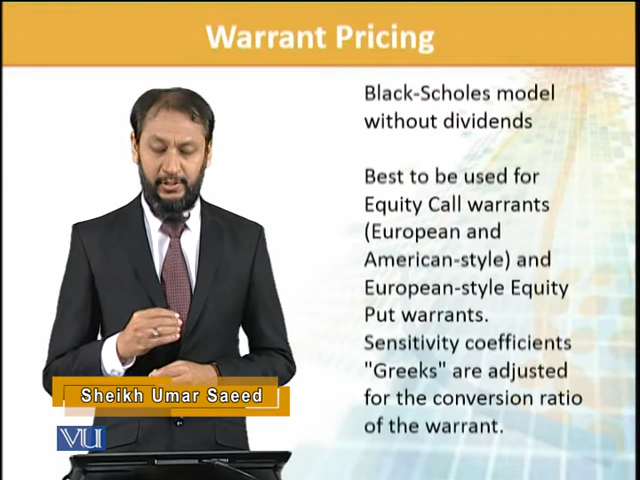 Warrant Pricing
Black-Scholes model
without dividends
Best to be used for
Equity Call warrants
(European and
American-style) and
European-style Equity
Put warrants.
Sensitivity coefficients
"Greeks" are adjusted
for the conversion ratio
of the warrant.
Sheikh Umar Saeed
VU